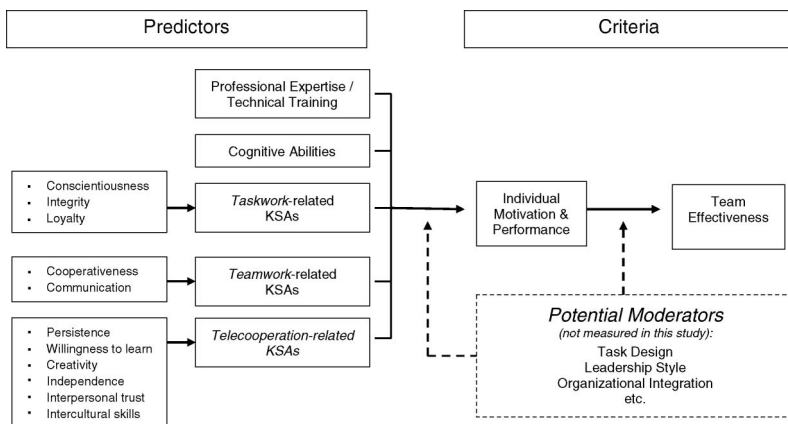 Predictors
Criteria
Professional Expertise /
Technical Training
Cognitive Abilities
▪ Conscientiousness
▪ Integrity
▪ Loyalty
Taskwork-related
KSAs
Individual
Motivation &
Performance
Team
Effectiveness
▪ Cooperativeness
▪ Communication
Teamwork-related
KSAs
▪ Persistence
▪ Willingness to learn
▪ Creativity
▪ Independence
▪ Interpersonal trust
▪ Intercultural skills
Telecooperation-related
KSAs
Potential Moderators
(not measured in this study):
Task Design
Leadership Style
Organizational Integration
etc.